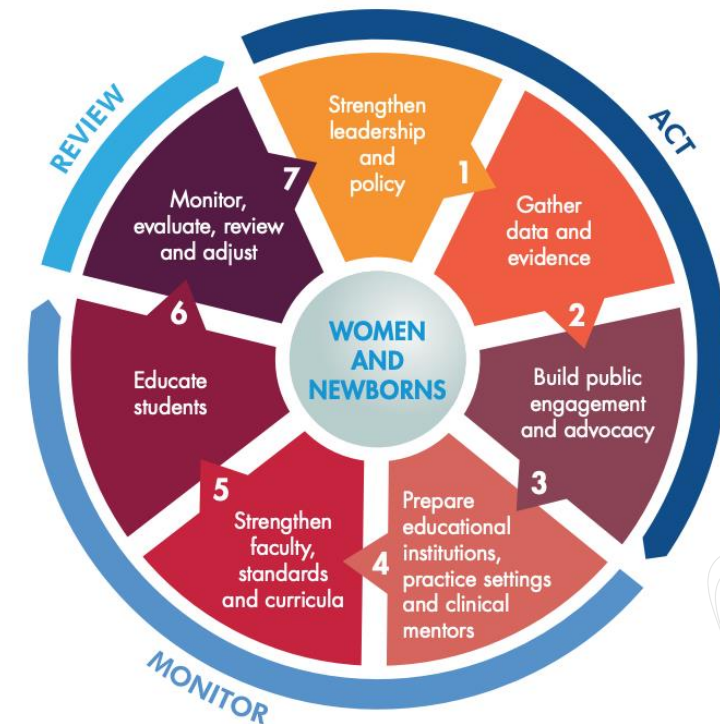 Strengthen
leadership
and
policy
1
Gather
data and
evidence
2
Build public
engagement
and advocacy
3
Prepare
educational
institutions,
practice settings
and clinical
mentors
4
Strengthen
faculty,
standards
and curricula
5
Educate
students
6
Monitor,
evaluate, review
and adjust
7
WOMEN
AND
NEWBORNS
ACT
MONITOR
REVIEW